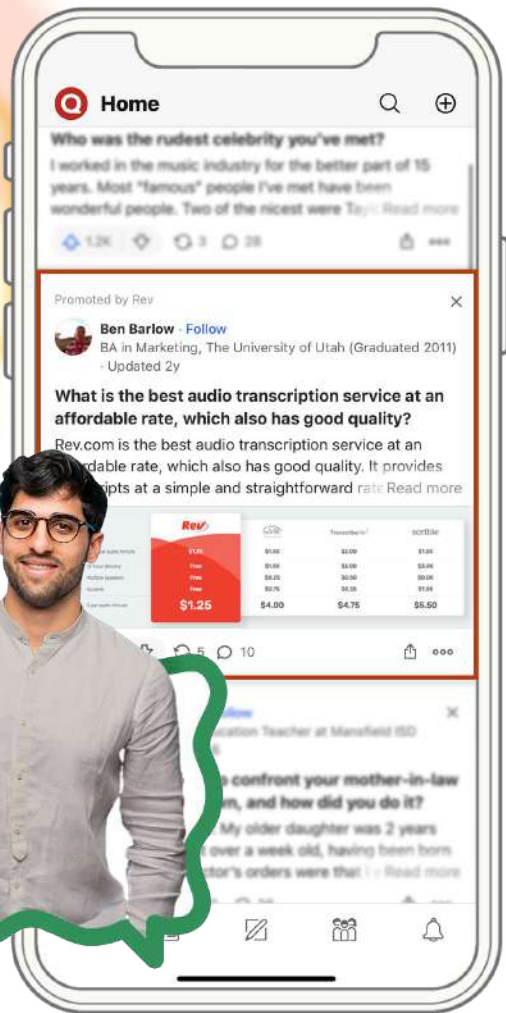 Home
Who was the rudest celebrity you've met?
I worked in the music industry for the better part of 15
years. Most "famous" people I've met have been
wonderful people. Two of the nicest were Read more
1.2K 3 28
Promoted by Rev
Ben Barlow · Follow
BA in Marketing, The University of Utah (Graduated 2011)
· Updated 2y
What is the best audio transcription service at an
affordable rate, which also has good quality?
Rev.com is the best audio transcription service at an
rdable rate, which also has good quality. It provides
ipts at a simple and straightforward rate Read more
Rev
$1.25 $4.00 $4.75 $5.50
5 10
cation Teacher at Mansfield ISD
o confront your mother-in-law
n, and how did you do it?
My older daughter was 2 years
over a week old, having been born
tor's orders were that Read more